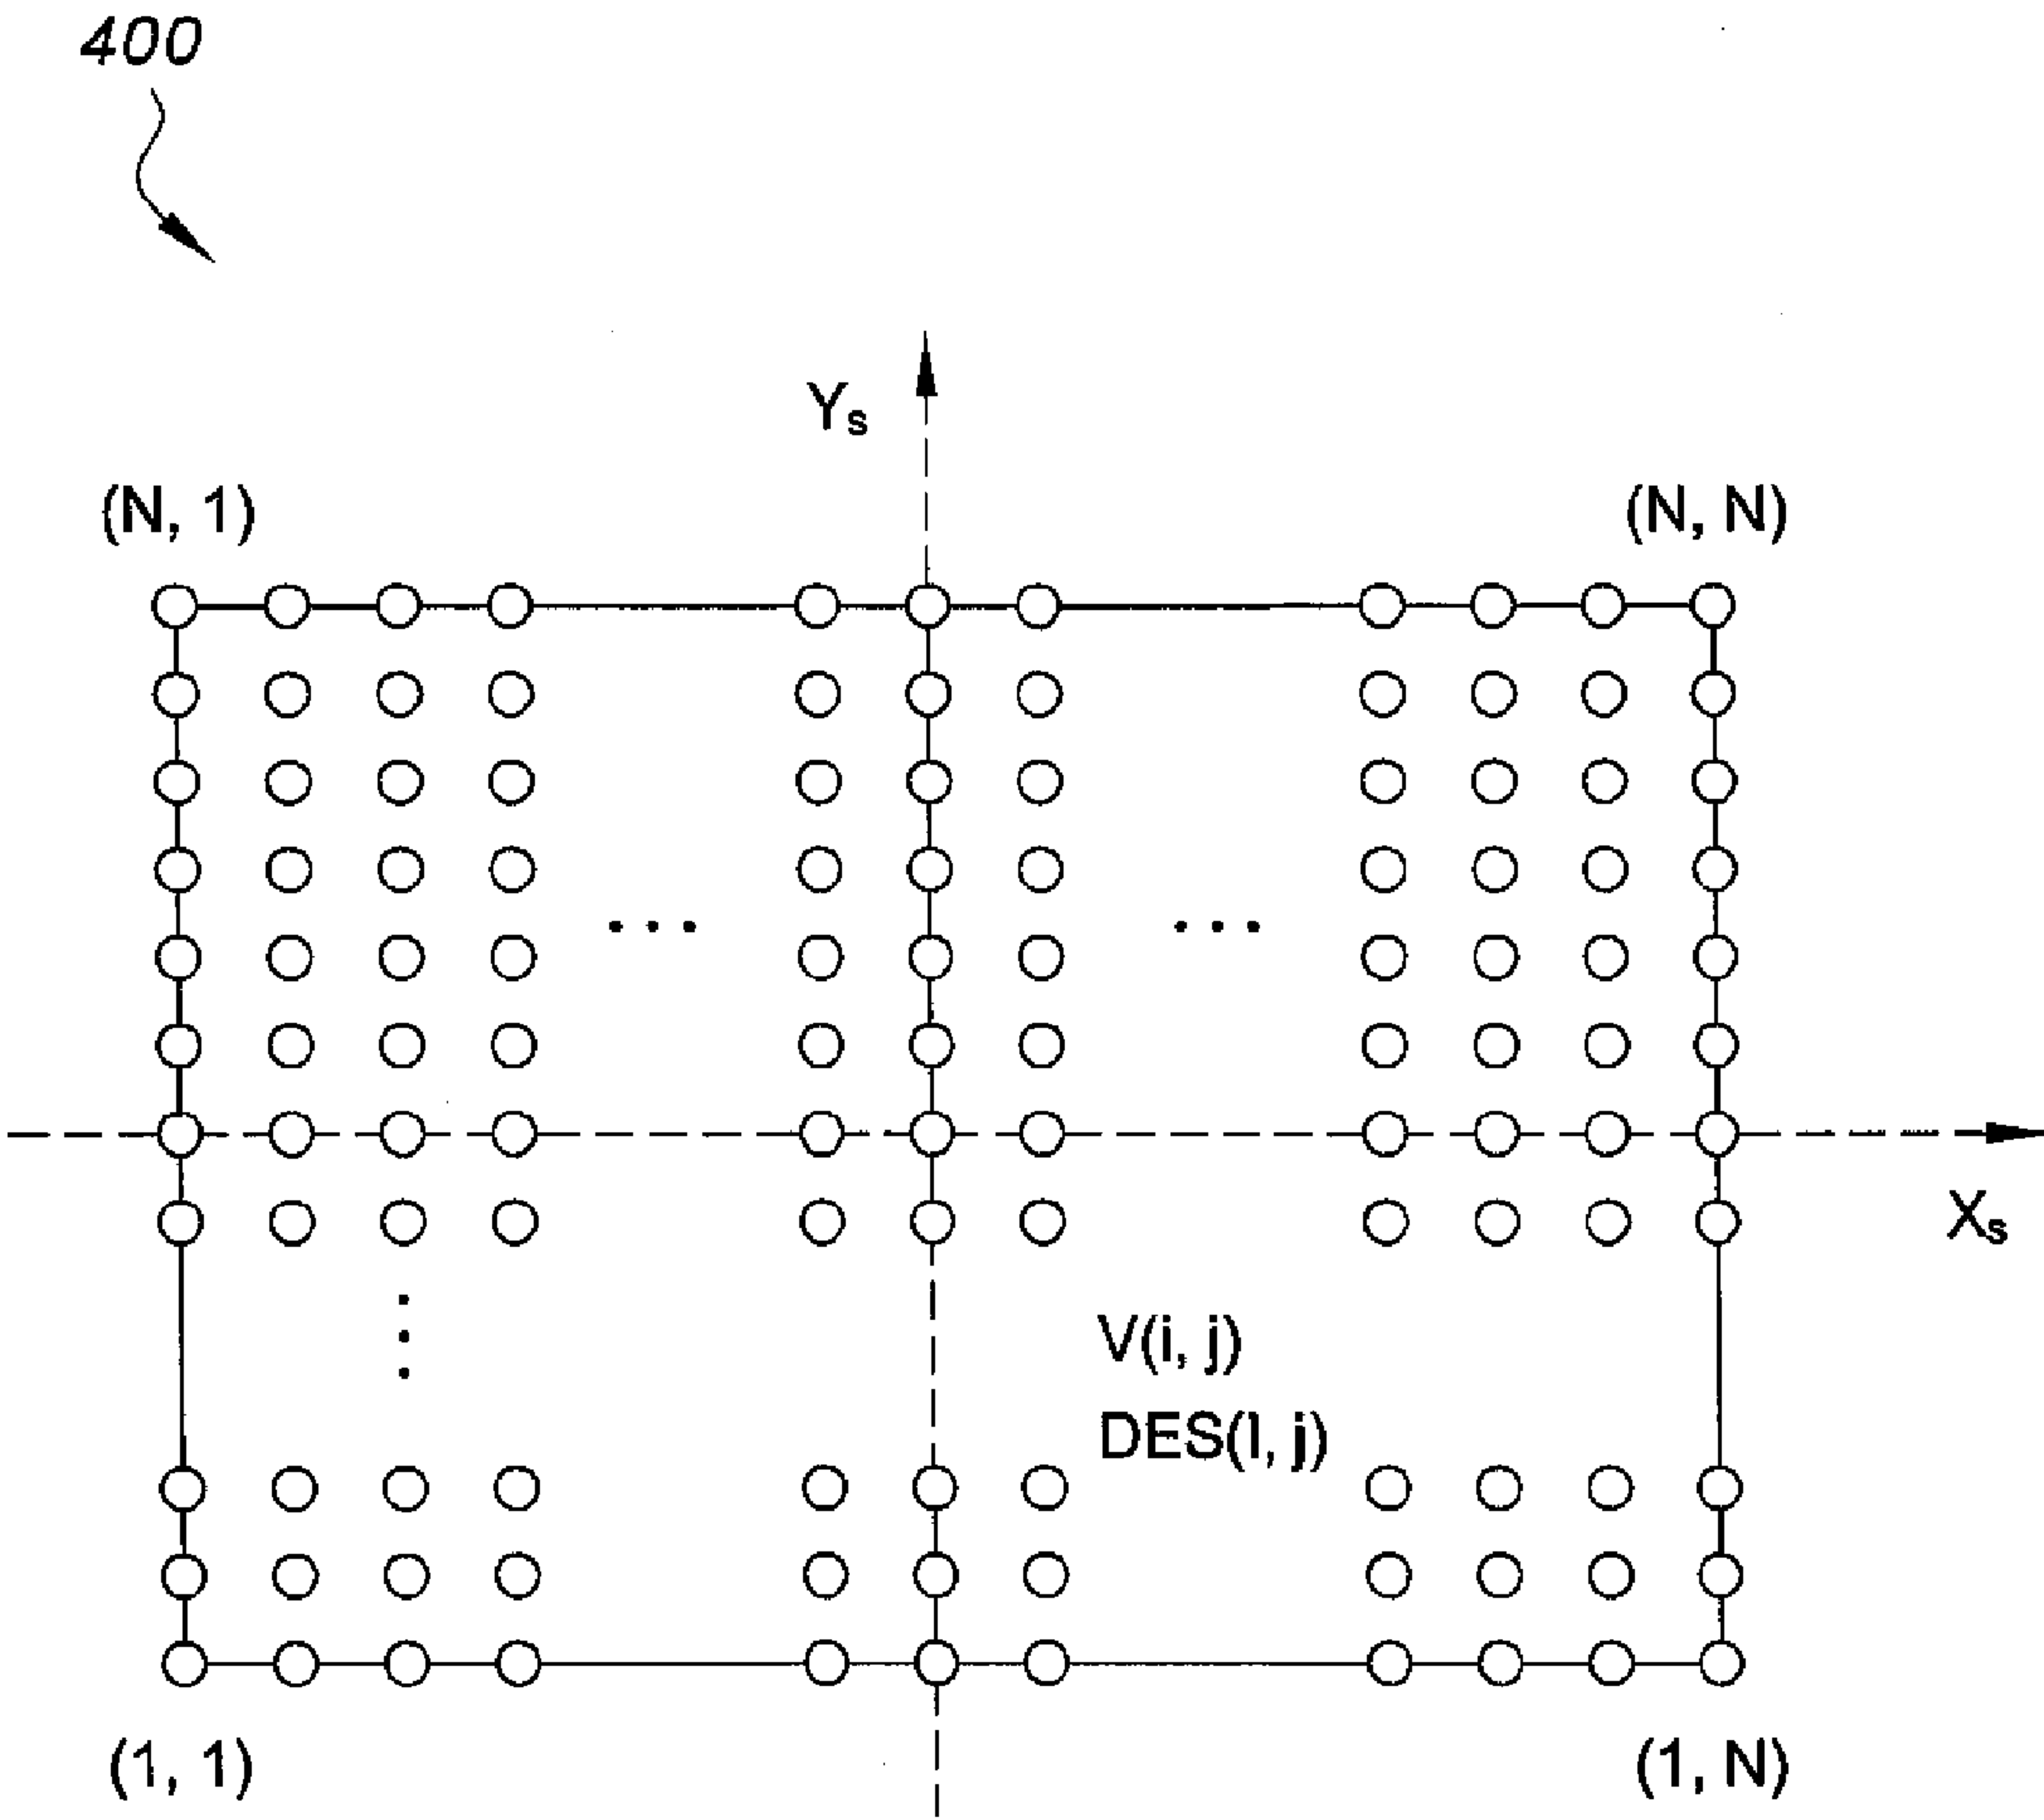 400
Ys
(N, 1)
(N, N)
Xs
V(i, j)
DES(I, j)
(1, 1)
(1, N)